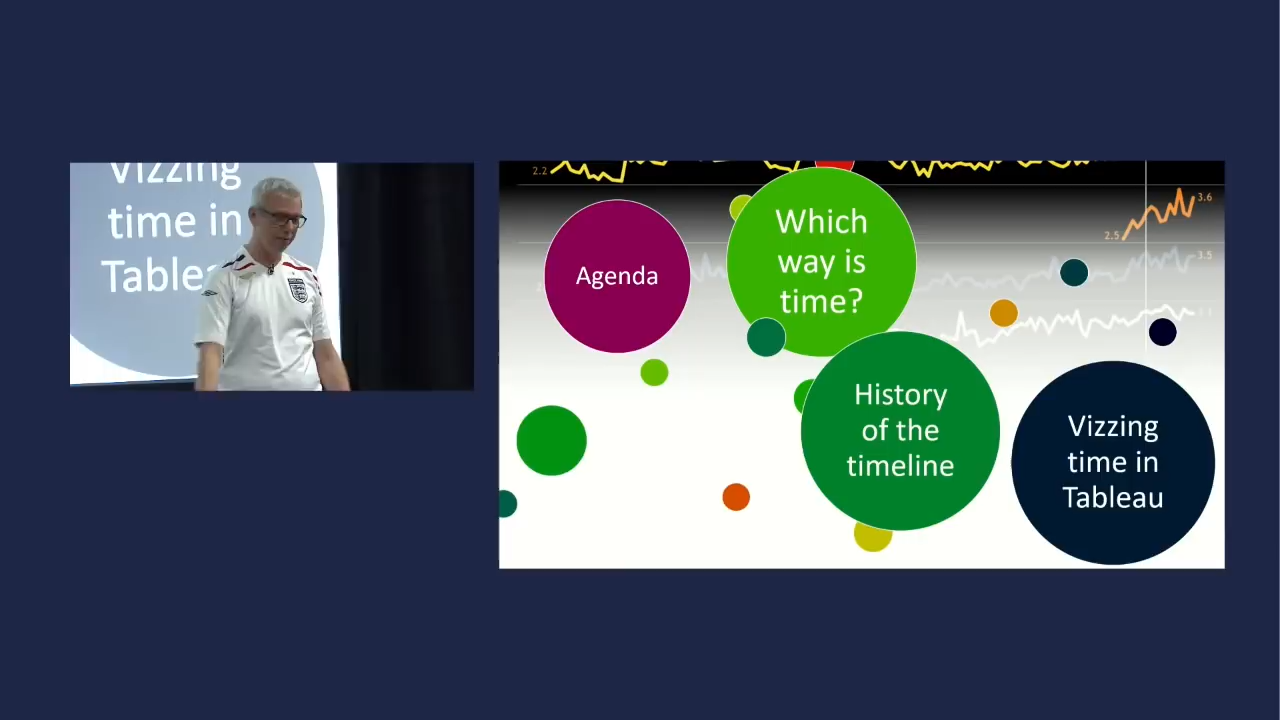 Vizzing
time in
Table
2.2
Agenda
Which
way is
time?
3.6
2.5
3.5
History
of the
timeline
Vizzing
time in
Tableau